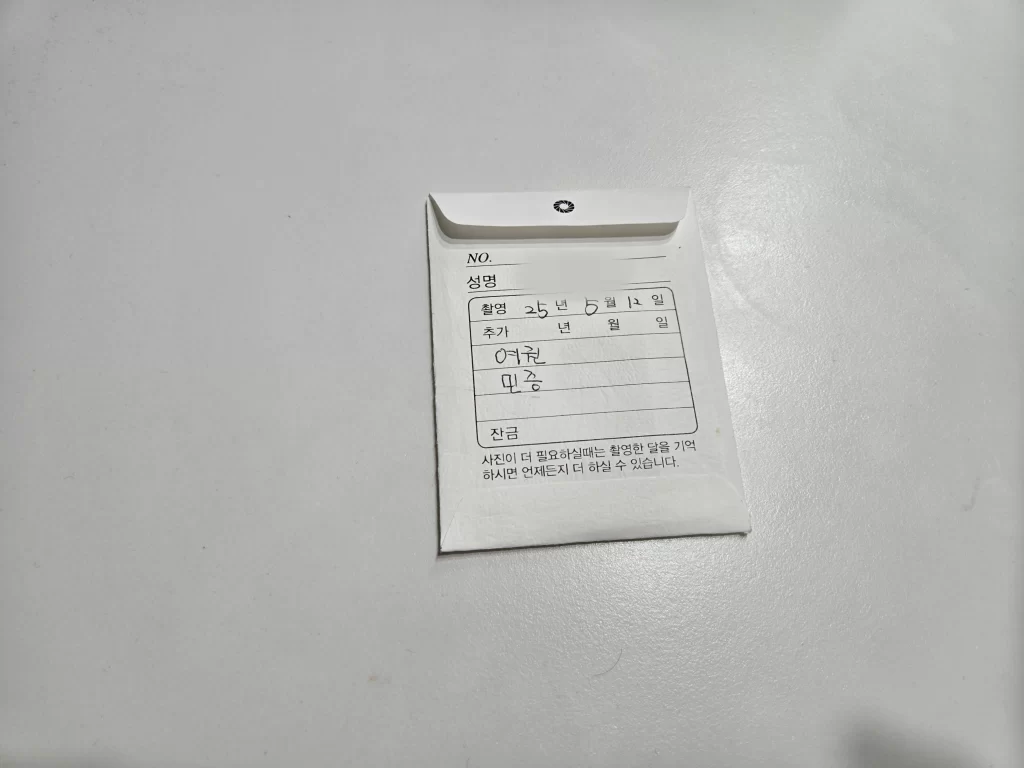 NO.
성명
촬영 25 년 5 월 12 일
추가 년 월 일
여권
민증
잔금
사진이 더 필요하실때는 촬영한 달을 기억
하시면 언제든지 더 하실 수 있습니다.